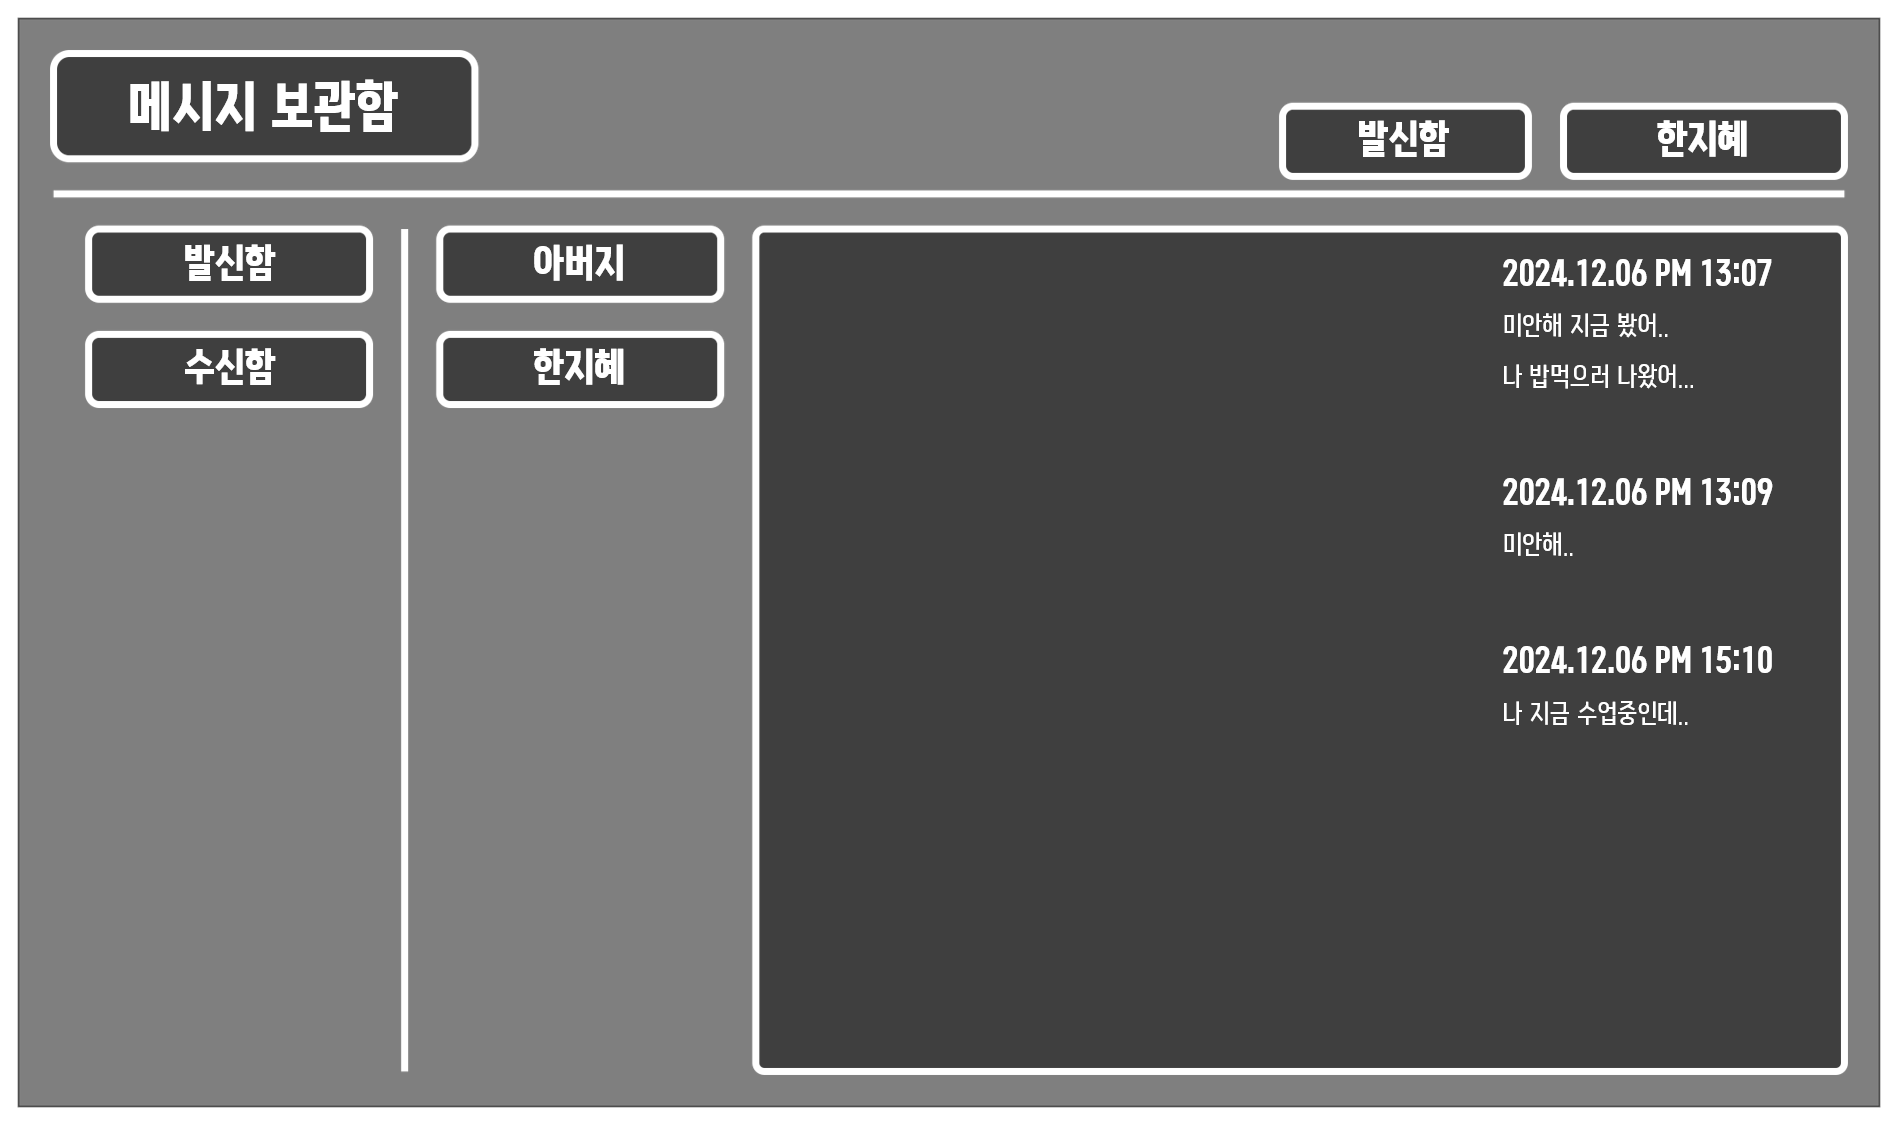 메시지 보관함
발신함
한지혜
발신함
수신함
아버지
한지혜
2024.12.06 PM 13:07
미안해 지금 봤어..
나 밥먹으러 나왔어...
2024.12.06 PM 13:09
미안해..
2024.12.06 PM 15:10
나 지금 수업중인데..